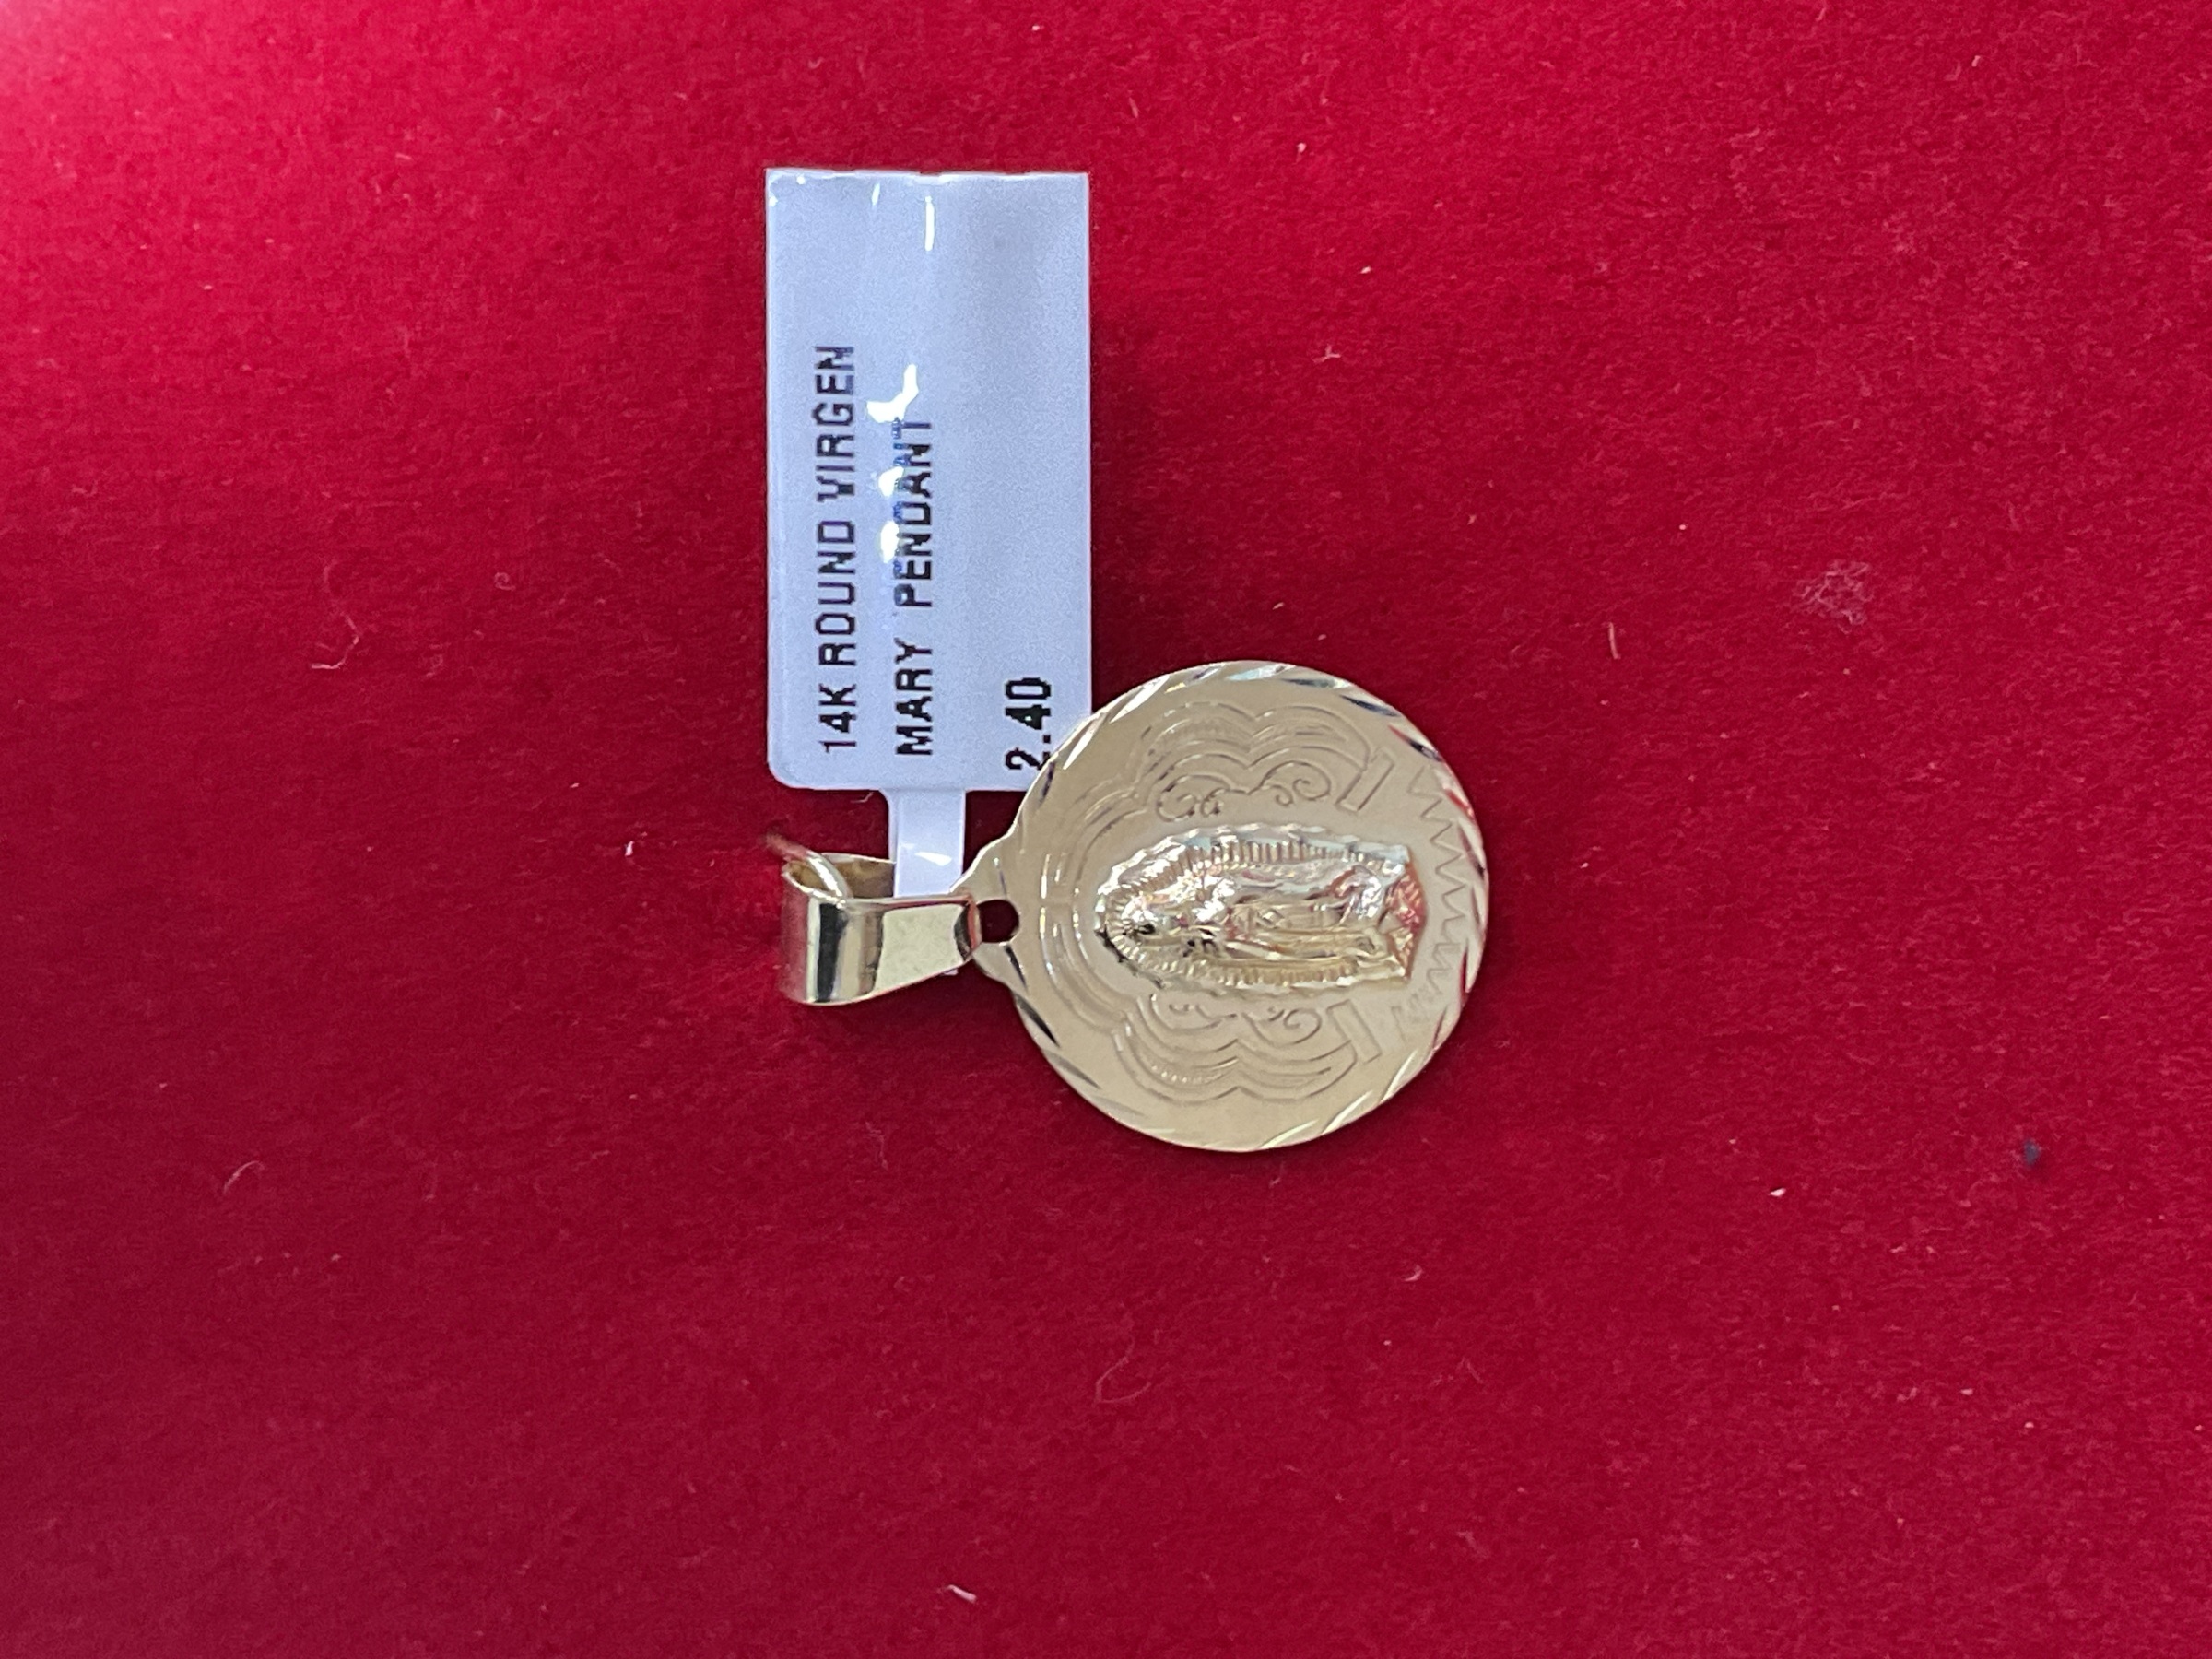 14K ROUND VIRGEN
MARY PENDANT
2.40